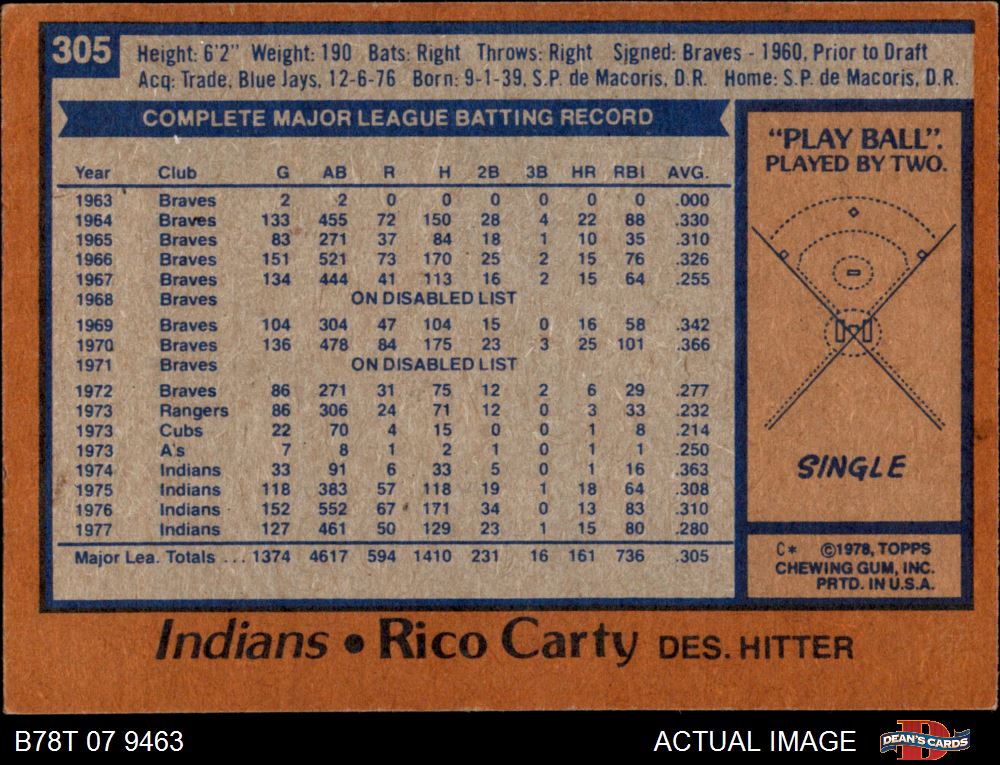 305
Height: 6'2" Weight: 190 Bats: Right Throws: Right Signed: Braves - 1960, Prior to Draft
Acq: Trade, Blue Jays, 12-6-76 Born: 9-1-39, S.P. de Macoris, D.R. Home: S.P. de Macoris, D.R.
COMPLETE MAJOR LEAGUE BATTING RECORD
Year Club G AB R H 2B 3B HR RBI AVG.
1963 Braves 2 2 0 0 0 0 0 0 .000
1964 Braves 133 455 72 150 28 4 22 88 .330
1965 Braves 83 271 37 84 18 1 10 35 .310
1966 Braves 151 521 73 170 25 2 15 76 .326
1967 Braves 134 444 41 113 16 2 15 64 .255
1968 Braves ON DISABLED LIST
1969 Braves 104 304 47 104 15 0 16 58 .342
1970 Braves 136 478 84 175 23 3 25 101 .366
1971 Braves ON DISABLED LIST
1972 Braves 86 271 31 75 12 2 6 29 .277
1973 Rangers 86 306 24 71 12 0 3 33 .232
1973 Cubs 22 70 4 15 0 0 1 8 .214
1973 A's 7 8 1 2 1 0 1 1 .250
1974 Indians 33 91 6 33 5 0 1 16 .363
1975 Indians 118 383 57 118 19 1 18 64 .308
1976 Indians 152 552 67 171 34 0 13 83 .310
1977 Indians 127 461 50 129 23 1 15 80 .280
Major Lea. Totals ... 1374 4617 594 1410 231 16 161 736 .305
"PLAY BALL".
PLAYED BY TWO.
SINGLE
C* ©1978, TOPPS
CHEWING GUM, INC.
PRTD. IN U.S.A.
Indians • Rico Carty DES. HITTER
B78T 07 9463
ACTUAL IMAGE
D
DEAN'S CARDS